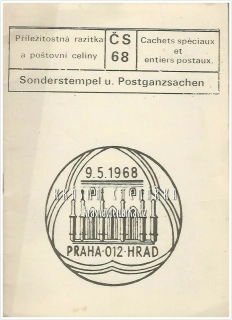 Příležitostná razítka
a poštovní celiny
ČS
68
Cachets spéciaux
et
entiers postaux.
Sonderstempel u. Postganzsachen
9.5.1968
PRAHA-012-HRAD